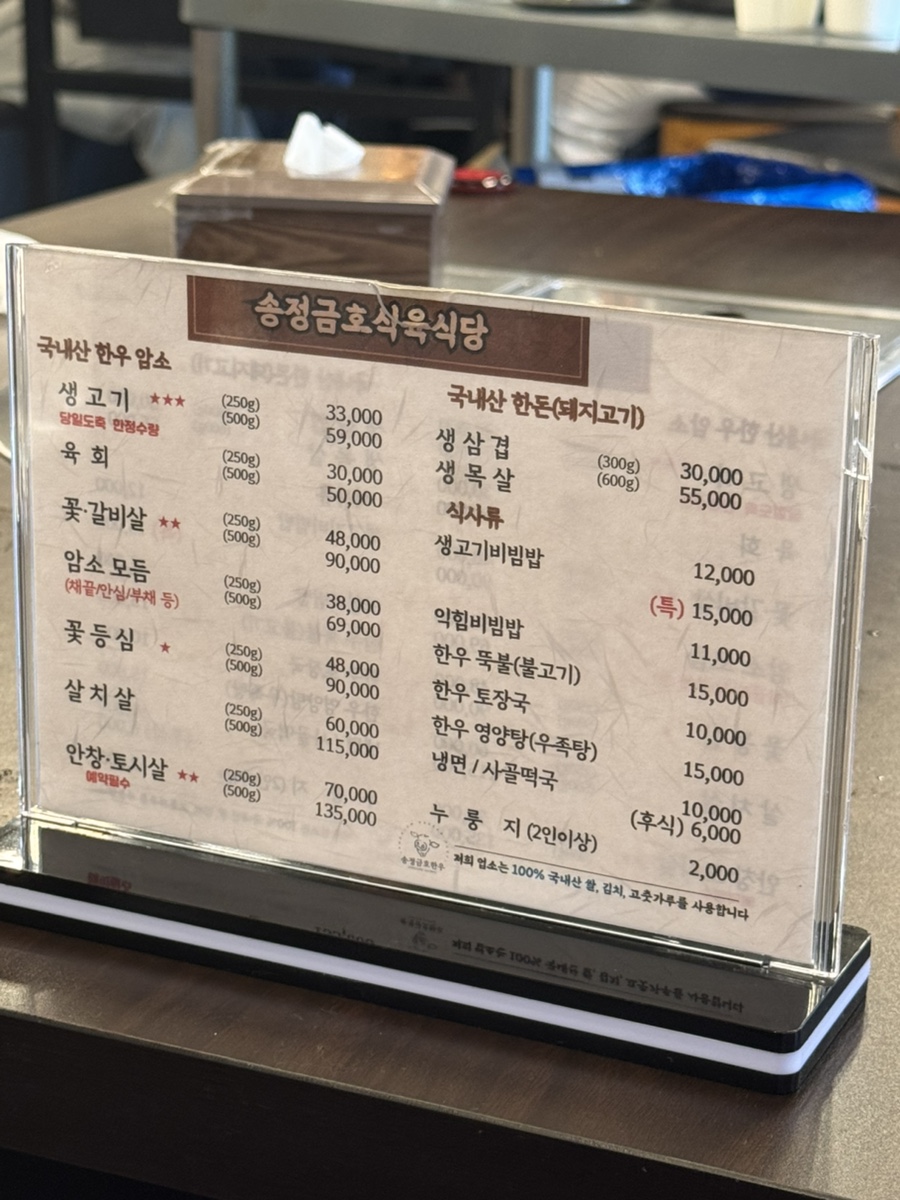 송정금호식육식당
국내산 한우 암소
생고기 ★★★ (250g) 33,000
당일도축 한정수량 (500g) 59,000
육회 (250g) 30,000
(500g) 50,000
꽃·갈비살 ★★ (250g) 48,000
(500g) 90,000
암소 모듬 (250g) 38,000
(채끝/안심/부채 등) (500g) 69,000
꽃등심 ★ (250g) 48,000
(500g) 90,000
살치살 (250g) 60,000
(500g) 115,000
안창·토시살 ★★ (250g) 70,000
예약필수 (500g) 135,000
국내산 한돈(돼지고기)
생삼겹 (300g) 30,000
생목살 (600g) 55,000
식사류
생고기비빔밥 12,000
(특) 15,000
익힘비빔밥 11,000
한우 뚝불(불고기) 15,000
한우 토장국 10,000
한우 영양탕(우족탕) 15,000
냉면 / 사골떡국 10,000
(후식) 6,000
누룽지 (2인이상) 2,000
송정금호한우
저희 업소는 100% 국내산 쌀, 김치, 고춧가루를 사용합니다